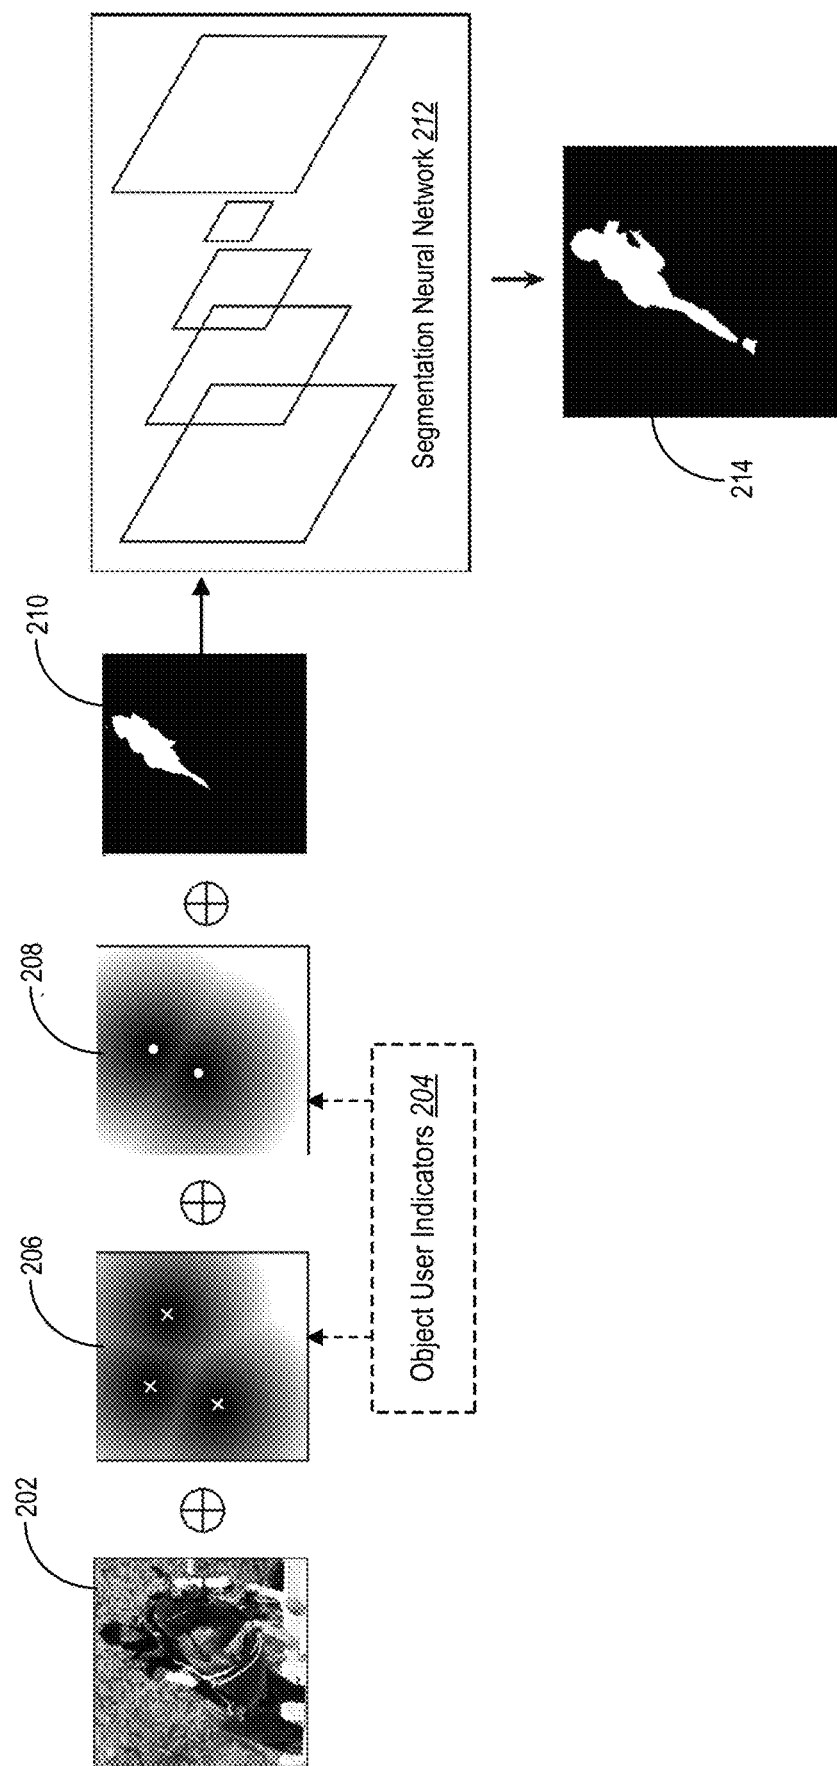 202
206
208
210
Object User Indicators 204
Segmentation Neural Network 212
214